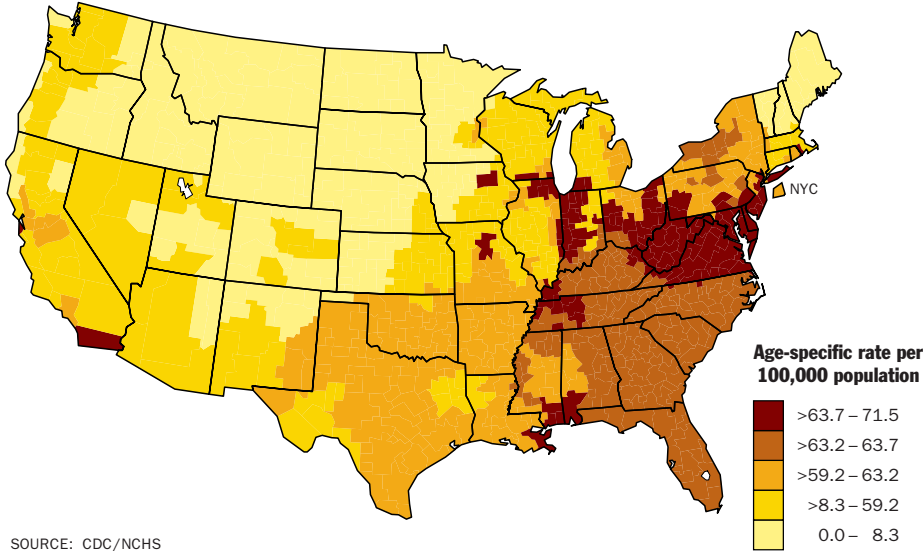 NYC
Age-specific rate per
100,000 population
>63.7 – 71.5
>63.2 – 63.7
>59.2 – 63.2
>8.3 – 59.2
0.0 – 8.3
SOURCE: CDC/NCHS